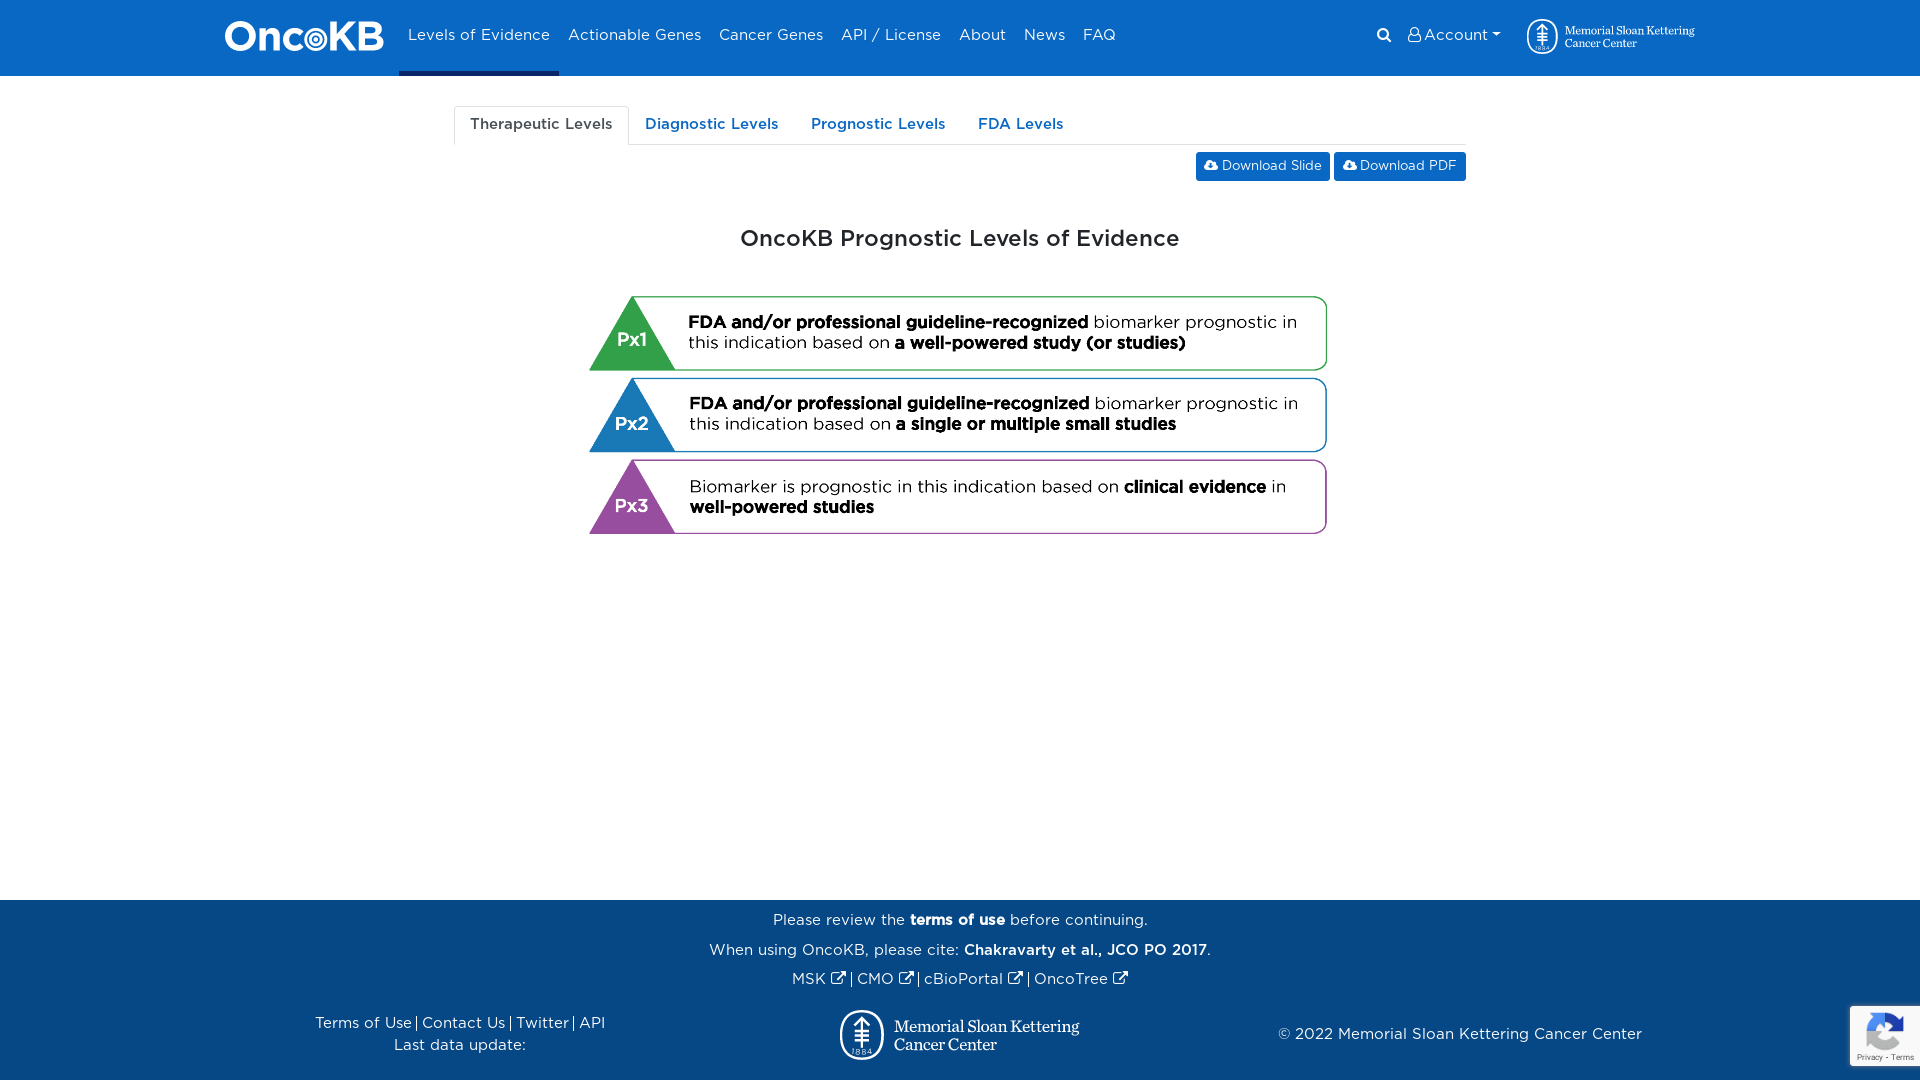 OncoKB Levels of Evidence Actionable Genes Cancer Genes API / License About News FAQ Account Memorial Sloan Kettering
Cancer Center
1884
Therapeutic Levels Diagnostic Levels Prognostic Levels FDA Levels
Download Slide Download PDF
OncoKB Prognostic Levels of Evidence
Px1
FDA and/or professional guideline-recognized biomarker prognostic in
this indication based on a well-powered study (or studies)
Px2
FDA and/or professional guideline-recognized biomarker prognostic in
this indication based on a single or multiple small studies
Px3
Biomarker is prognostic in this indication based on clinical evidence in
well-powered studies
Please review the terms of use before continuing.
When using OncoKB, please cite: Chakravarty et al., JCO PO 2017.
MSK | CMO | cBioPortal | OncoTree
Terms of Use | Contact Us | Twitter | API
Last data update:
1884
Memorial Sloan Kettering
Cancer Center
© 2022 Memorial Sloan Kettering Cancer Center
Privacy - Terms